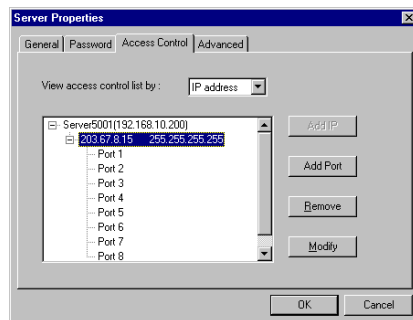 Server Properties
General Password Access Control Advanced
View access control list by : IP address
Server5001(192.168.10.200)
203.67.8.15 255.255.255.255
Port 1
Port 2
Port 3
Port 4
Port 5
Port 6
Port 7
Port 8
Add IP
Add Port
Remove
Modify
OK Cancel